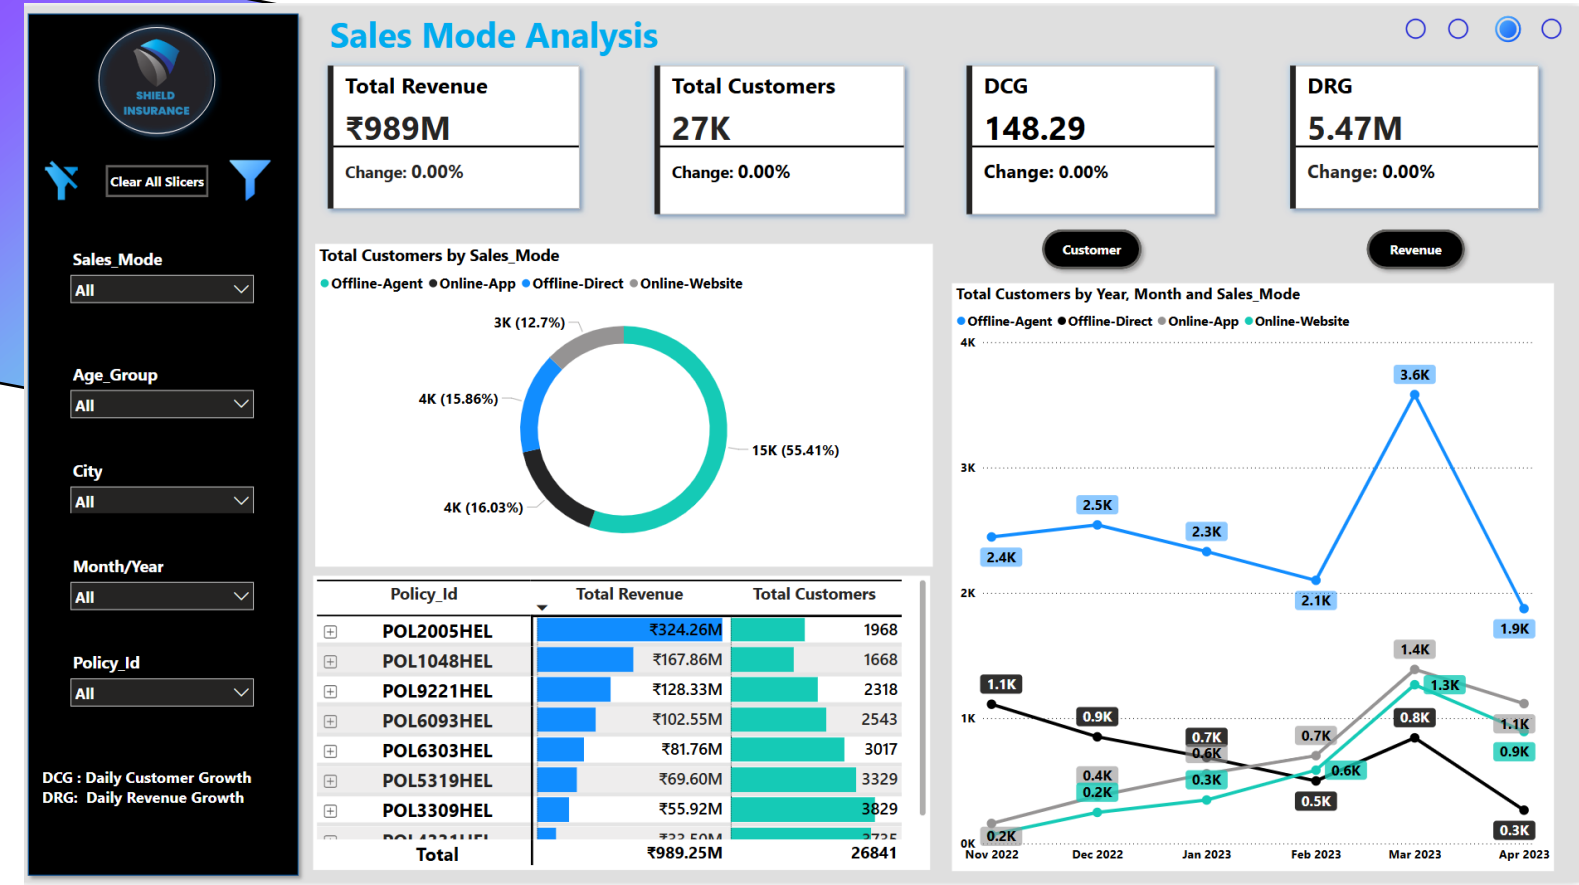 SHIELD
INSURANCE
Clear All Slicers
Sales_Mode
All
Age_Group
All
City
All
Month/Year
All
Policy_Id
All
DCG : Daily Customer Growth
DRG: Daily Revenue Growth
Sales Mode Analysis
Total Revenue
₹989M
Change: 0.00%
Total Customers
27K
Change: 0.00%
DCG
148.29
Change: 0.00%
DRG
5.47M
Change: 0.00%
Customer
Revenue
Total Customers by Sales_Mode
Offline-Agent Online-App Offline-Direct Online-Website
3K (12.7%)
4K (15.86%)
15K (55.41%)
4K (16.03%)
Policy_Id Total Revenue Total Customers
POL2005HEL ₹324.26M 1968
POL1048HEL ₹167.86M 1668
POL9221HEL ₹128.33M 2318
POL6093HEL ₹102.55M 2543
POL6303HEL ₹81.76M 3017
POL5319HEL ₹69.60M 3329
POL3309HEL ₹55.92M 3829
POL4331HEL ₹33.50M 3735
Total ₹989.25M 26841
Total Customers by Year, Month and Sales_Mode
Offline-Agent Offline-Direct Online-App Online-Website
4K
3.6K
3K
2.5K
2.3K
2.4K
2K
2.1K
1.9K
1.4K
1.1K
1.3K
1K
0.9K
0.8K
1.1K
0.7K
0.7K
0.6K
0.9K
0.4K
0.6K
0.3K
0.2K
0.5K
0.2K
0.3K
0K
Nov 2022 Dec 2022 Jan 2023 Feb 2023 Mar 2023 Apr 2023